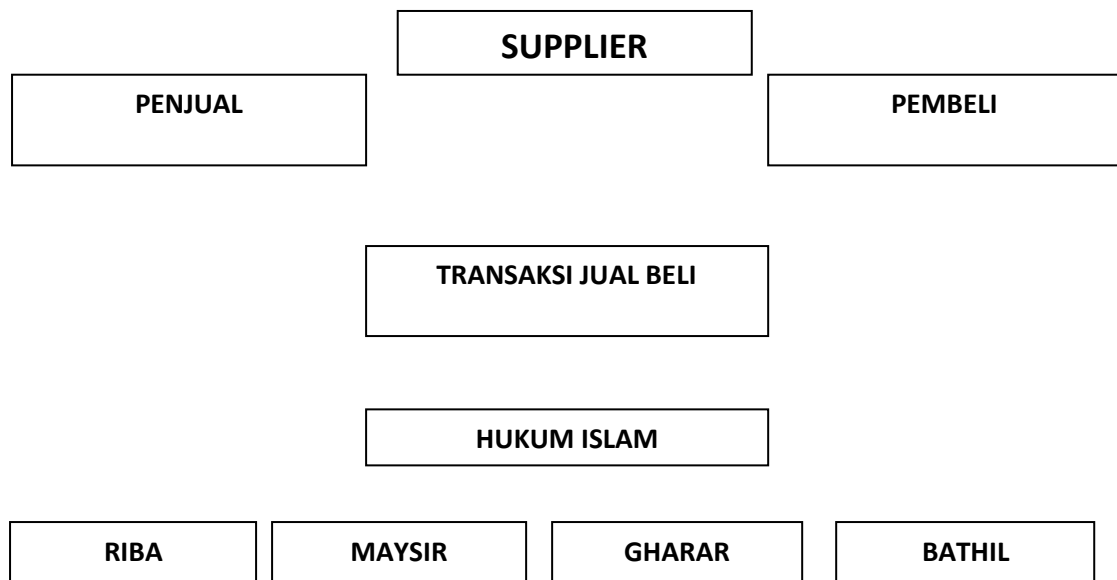 SUPPLIER
PENJUAL
PEMBELI
TRANSAKSI JUAL BELI
HUKUM ISLAM
RIBA
MAYSIR
GHARAR
BATHIL